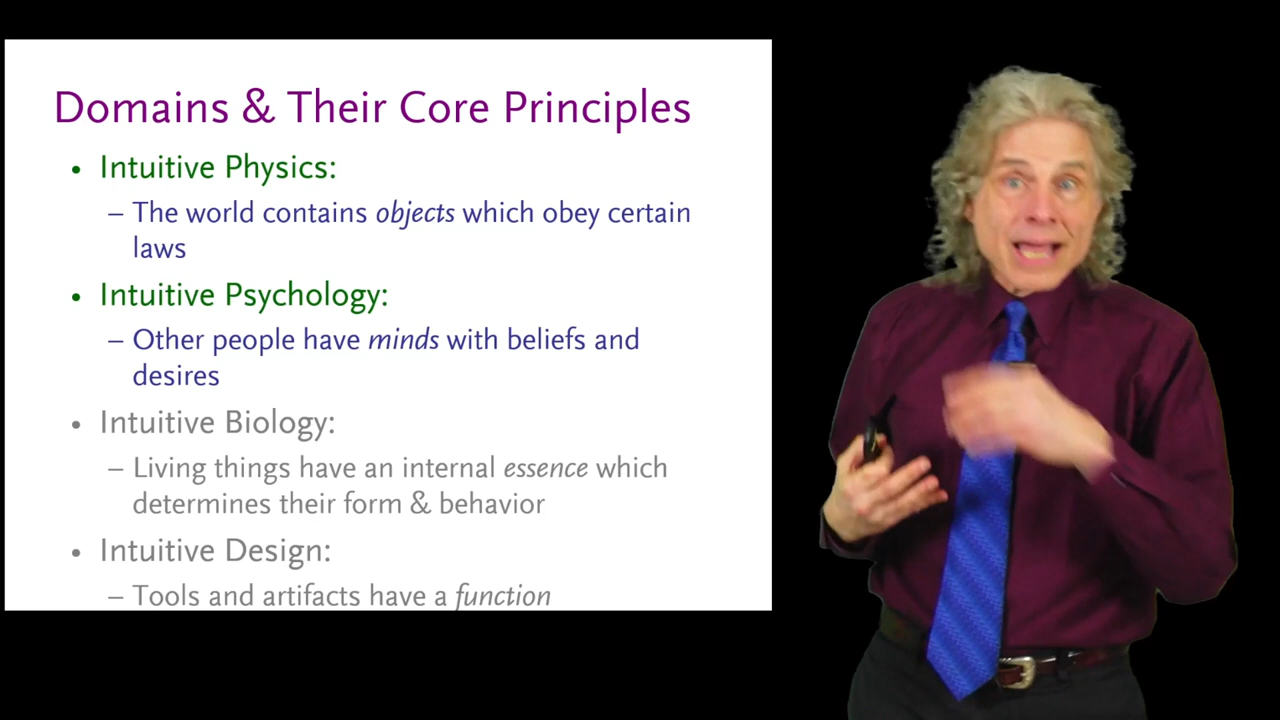 Domains & Their Core Principles
• Intuitive Physics:
– The world contains objects which obey certain
laws
• Intuitive Psychology:
– Other people have minds with beliefs and
desires
• Intuitive Biology:
– Living things have an internal essence which
determines their form & behavior
• Intuitive Design:
– Tools and artifacts have a function